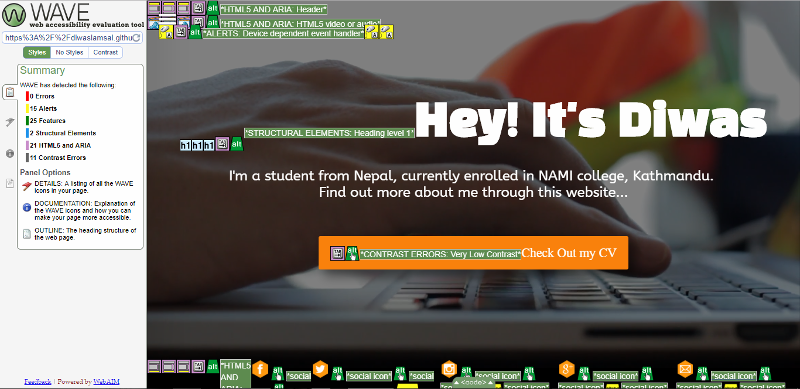 WAVE
web accessibility evaluation tool
https%3A%2F%2Fdiwaslamsal.githu
Styles No Styles Contrast
Summary
WAVE has detected the following:
0 Errors
15 Alerts
25 Features
2 Structural Elements
21 HTML5 and ARIA
11 Contrast Errors
Panel Options
DETAILS: A listing of all the WAVE
icons in your page.
DOCUMENTATION: Explanation of
the WAVE icons and how you can
make your page more accessible.
OUTLINE: The heading structure of
the web page.
Feedback | Powered by WebAIM
alt *HTML5 AND ARIA: Header*
alt *HTML5 AND ARIA: HTML5 video or audio*
alt *ALERTS: Device dependent event handler*
h1 h1 h1 alt *STRUCTURAL ELEMENTS: Heading level 1* Hey! It's Diwas
I'm a student from Nepal, currently enrolled in NAMI college, Kathmandu.
Find out more about me through this website...
alt *CONTRAST ERRORS: Very Low Contrast* Check Out my CV
alt *HTML5 alt *social icon* alt *social icon* alt *social icon* alt *social icon* alt *social icon*
AND
ARIA:
<code>